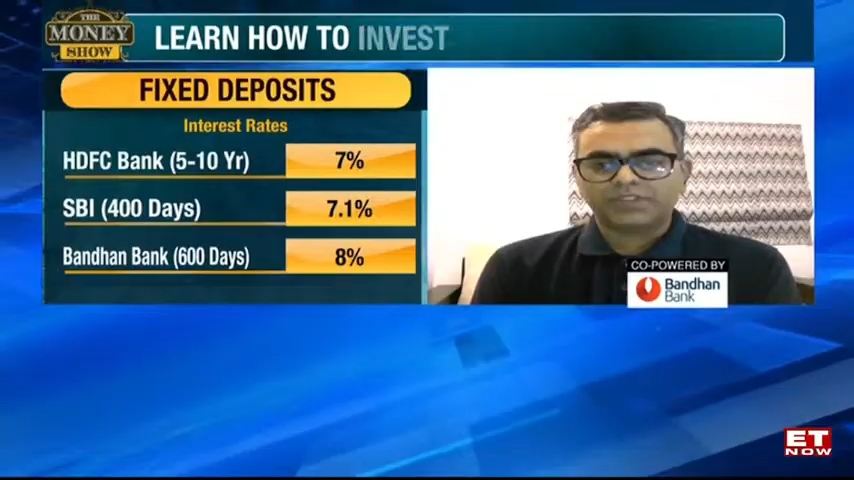 THE
MONEY
SHOW
LEARN HOW TO INVEST
FIXED DEPOSITS
Interest Rates
HDFC Bank (5-10 Yr) 7%
SBI (400 Days) 7.1%
Bandhan Bank (600 Days) 8%
CO-POWERED BY
Bandhan
Bank
ET
NOW